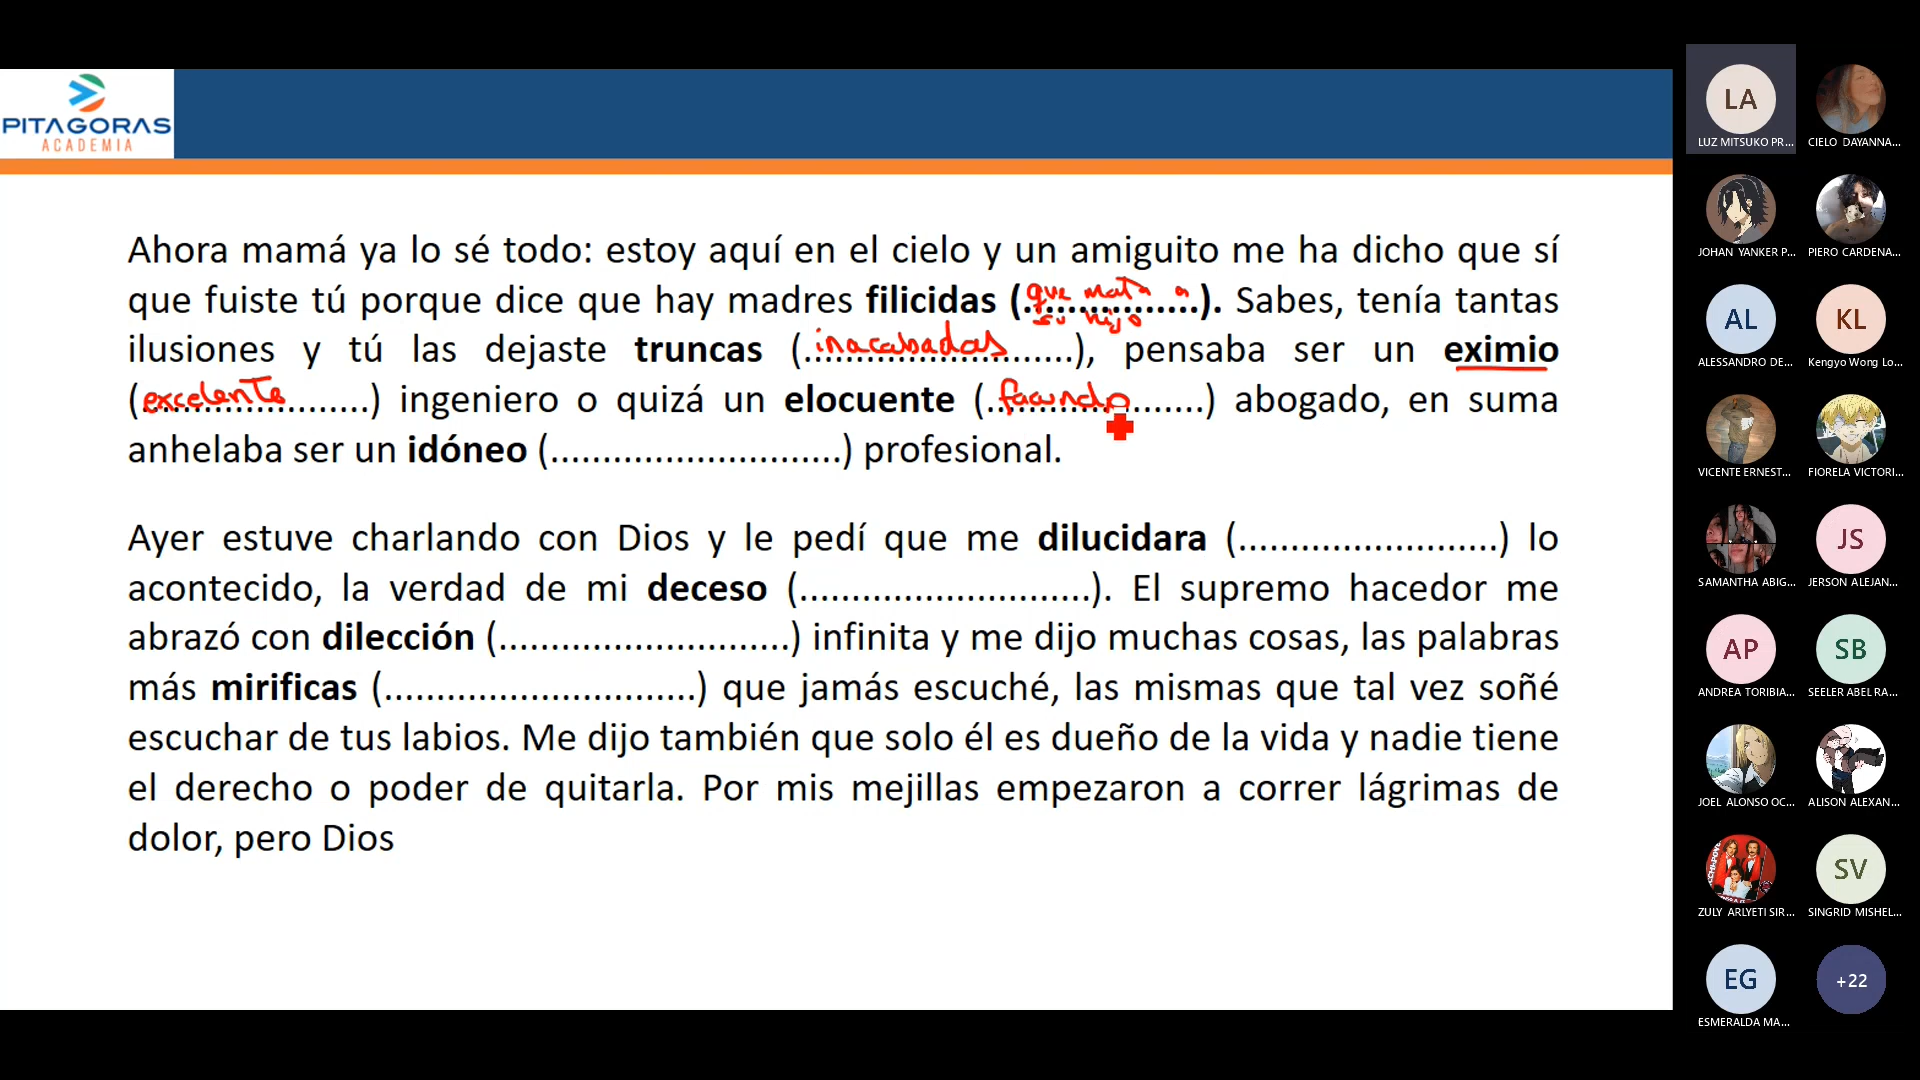 PITAGORAS
ACADEMIA
Ahora mamá ya lo sé todo: estoy aquí en el cielo y un amiguito me ha dicho que sí
que fuiste tú porque dice que hay madres filicidas (que mata a su hijo). Sabes, tenía tantas
ilusiones y tú las dejaste truncas (inacabadas), pensaba ser un eximio
(excelente) ingeniero o quizá un elocuente (facundo) abogado, en suma
anhelaba ser un idóneo (............................) profesional.
Ayer estuve charlando con Dios y le pedí que me dilucidara (.........................) lo
acontecido, la verdad de mi deceso (............................). El supremo hacedor me
abrazó con dilección (............................) infinita y me dijo muchas cosas, las palabras
más mirificas (..............................) que jamás escuché, las mismas que tal vez soñé
escuchar de tus labios. Me dijo también que solo él es dueño de la vida y nadie tiene
el derecho o poder de quitarla. Por mis mejillas empezaron a correr lágrimas de
dolor, pero Dios
LA
LUZ MITSUKO PR...
CIELO DAYANNA...
JOHAN YANKER P...
PIERO CARDENA...
AL
KL
ALESSANDRO DE...
Kengyo Wong Lo...
VICENTE ERNEST...
FIORELA VICTORI...
JS
SAMANTHA ABIG...
JERSON ALEJAN...
AP
SB
ANDREA TORIBIA...
SEELER ABEL RA...
JOEL ALONSO OC...
ALISON ALEXAN...
SV
ZULY ARLYETI SIR...
SINGRID MISHEL...
EG
+22
ESMERALDA MA...